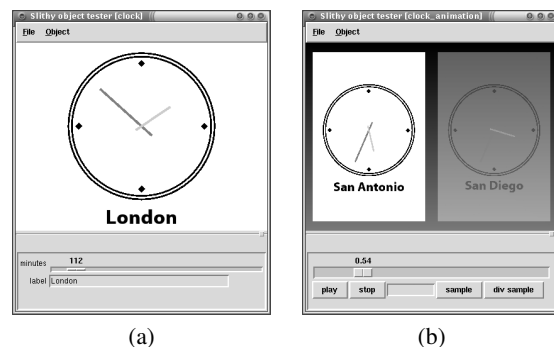 Slithy object tester [clock]
File Object
London
minutes 112
label London
(a)
Slithy object tester [clock_animation]
File Object
San Antonio
San Diego
0.54
play stop sample div sample
(b)